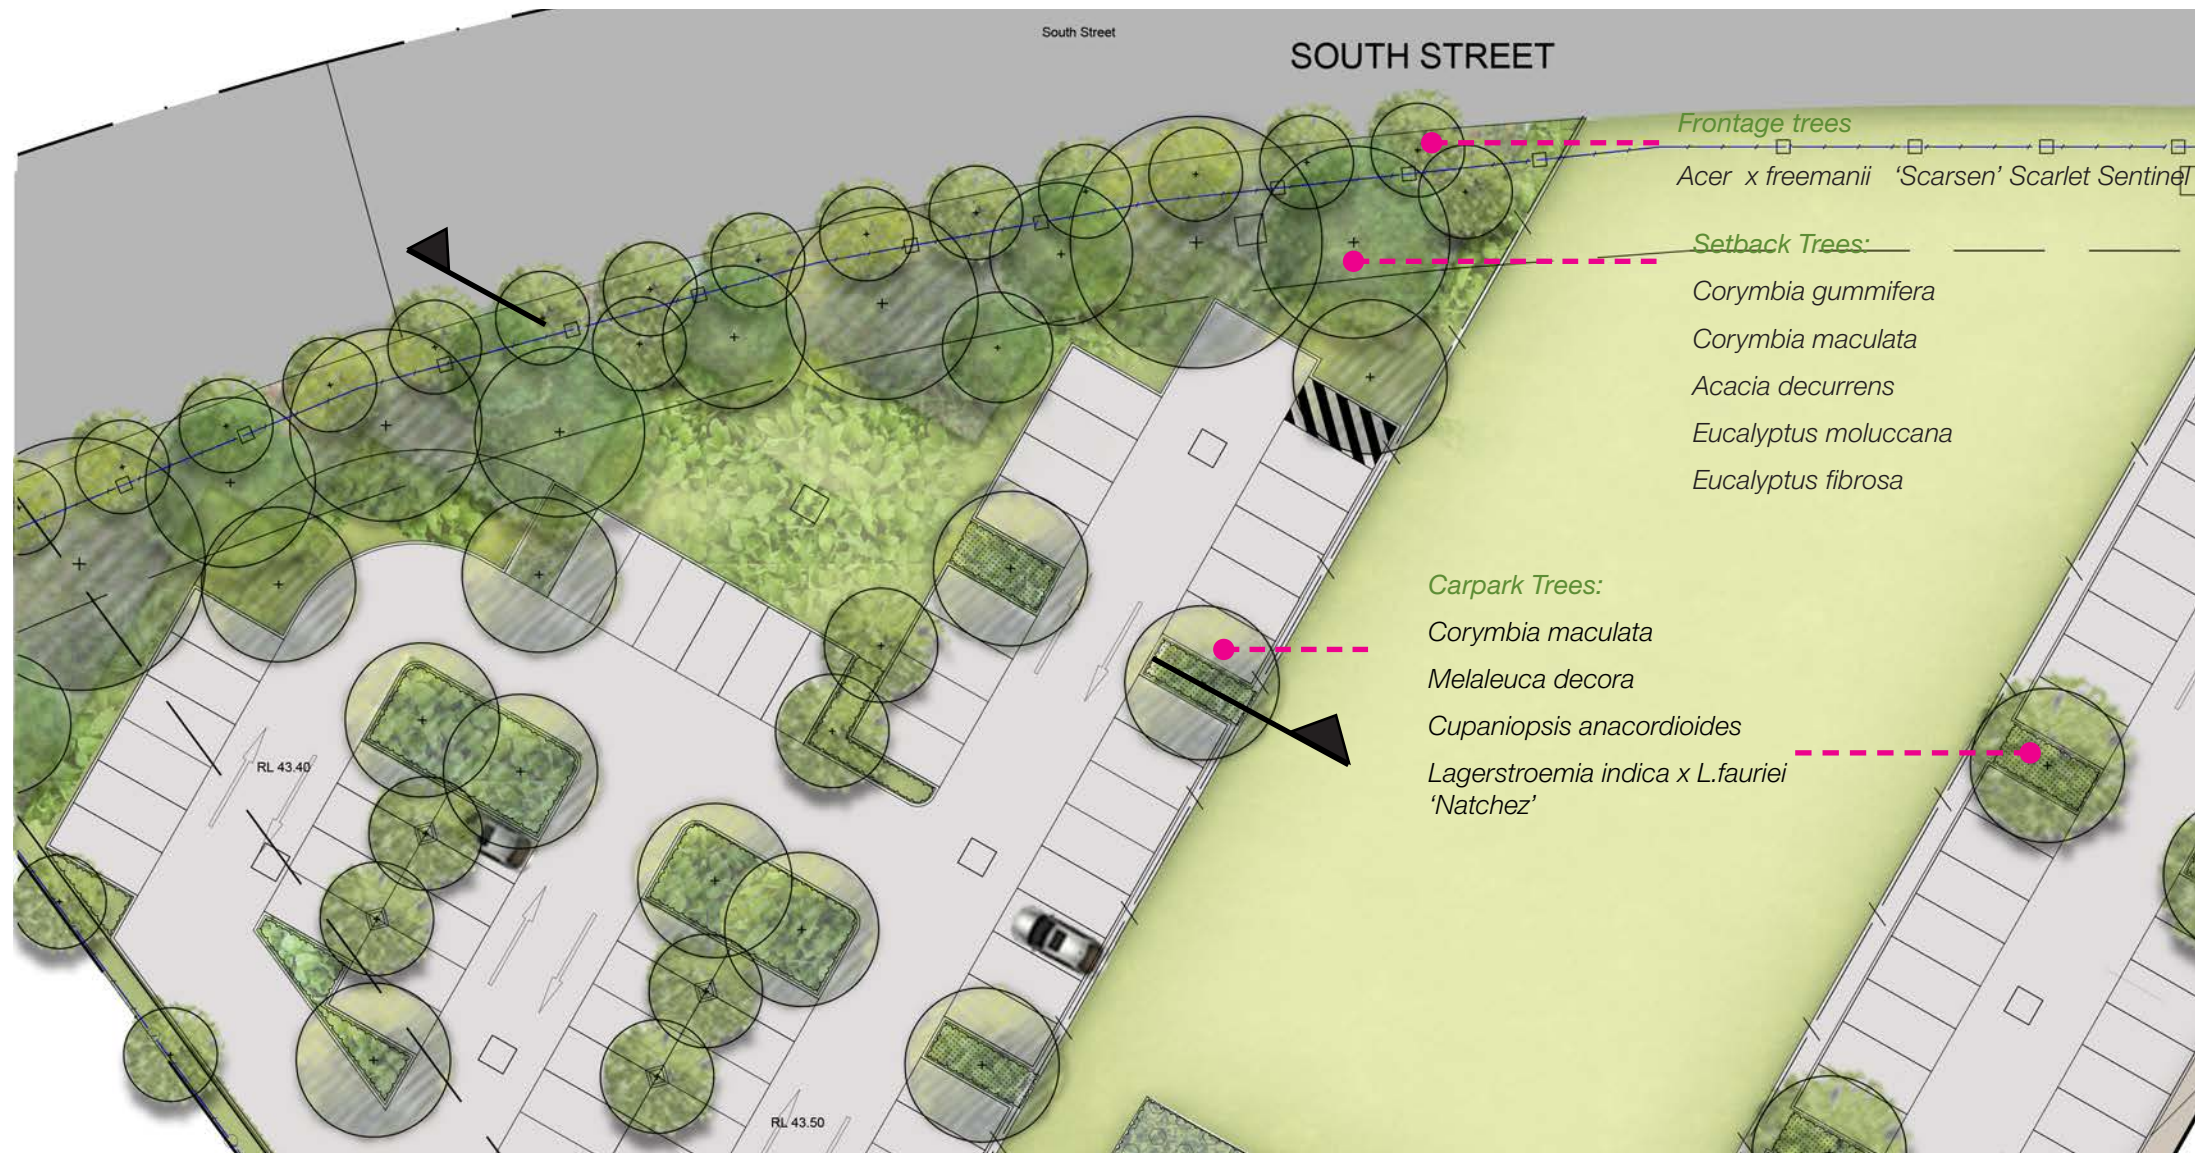 South Street
SOUTH STREET
Frontage trees
Acer x freemanii 'Scarsen' Scarlet Sentinel
T
Setback Trees:
Corymbia gummifera
Corymbia maculata
Acacia decurrens
Eucalyptus moluccana
Eucalyptus fibrosa
Carpark Trees:
Corymbia maculata
Melaleuca decora
Cupaniopsis anacordioides
Lagerstroemia indica x L.fauriei
'Natchez'
RL 43.40
RL 43.50